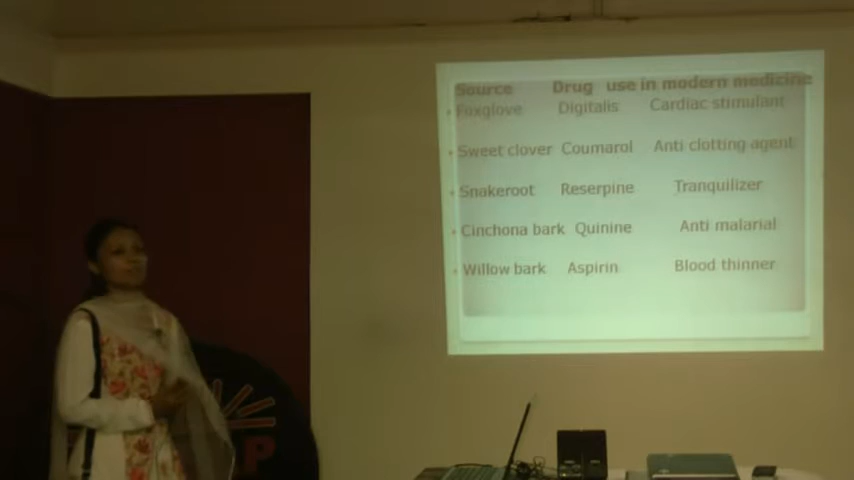 Source Drug use in modern medicine
• Foxglove Digitalis Cardiac stimulant
• Sweet clover Coumarol Anti clotting agent
• Snakeroot Reserpine Tranquilizer
• Cinchona bark Quinine Anti malarial
• Willow bark Aspirin Blood thinner
P